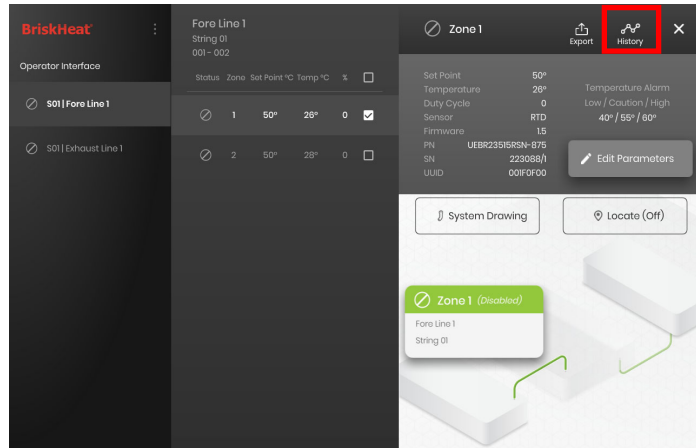 BriskHeat
Operator Interface
S01 | Fore Line 1
S01 | Exhaust Line 1
Fore Line 1
String 01
001 - 002
Status Zone Set Point °C Temp °C %
1 50° 26° 0
2 50° 28° 0
Zone 1
Export
History
Set Point 50°
Temperature 26°
Duty Cycle 0
Sensor RTD
Firmware 1.5
PN UEBR23515RSN-875
SN 223088/1
UUID 001F0F00
Temperature Alarm
Low / Caution / High
40° / 55° / 60°
Edit Parameters
System Drawing
Locate (Off)
Zone 1 (Disabled)
Fore Line 1
String 01